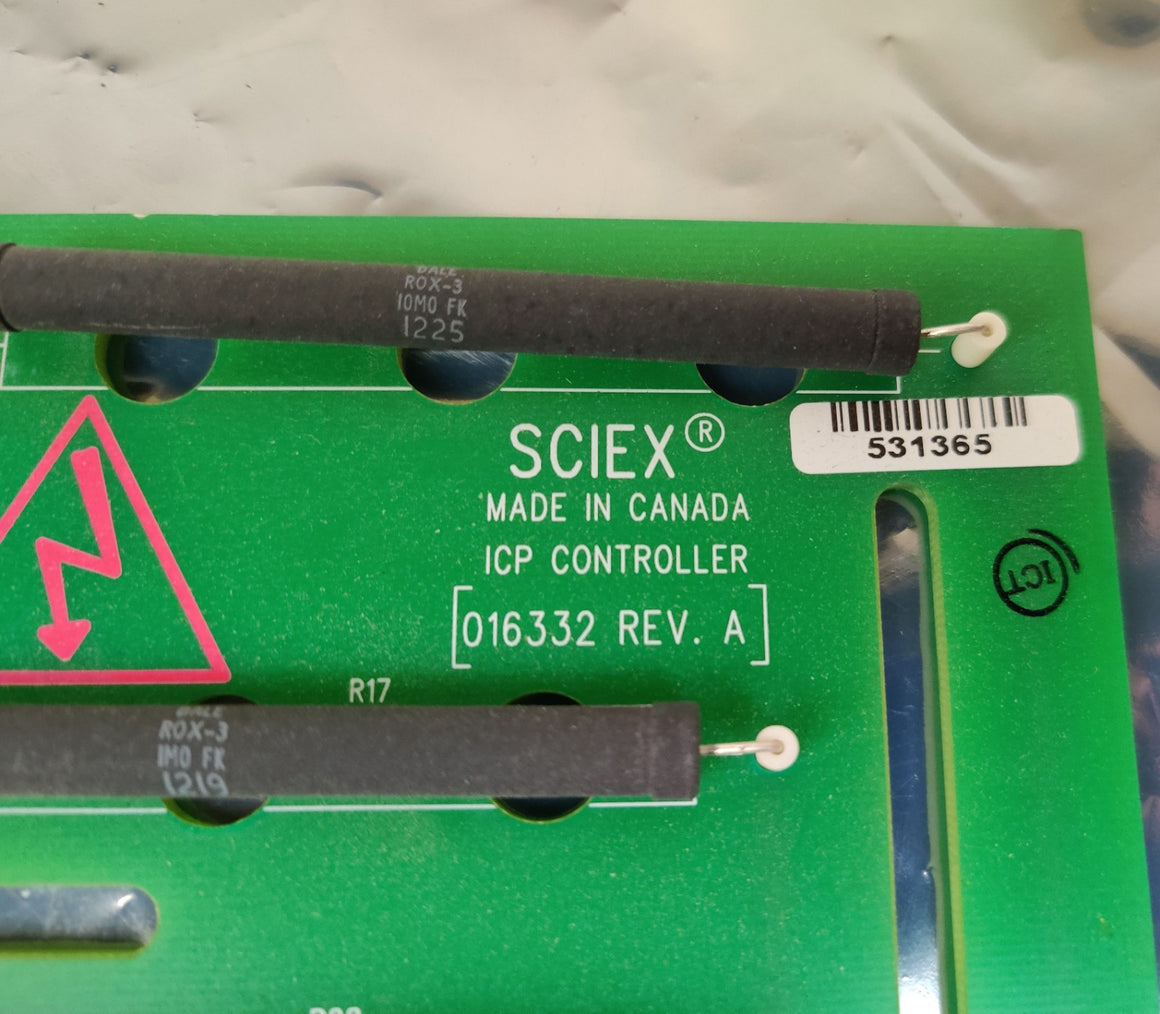 DALE
ROX-3
10M0 FK
1225
SCIEX®
MADE IN CANADA
ICP CONTROLLER
016332 REV. A
531365
ICT
R17
DALE
ROX-3
1M0 FK
1219